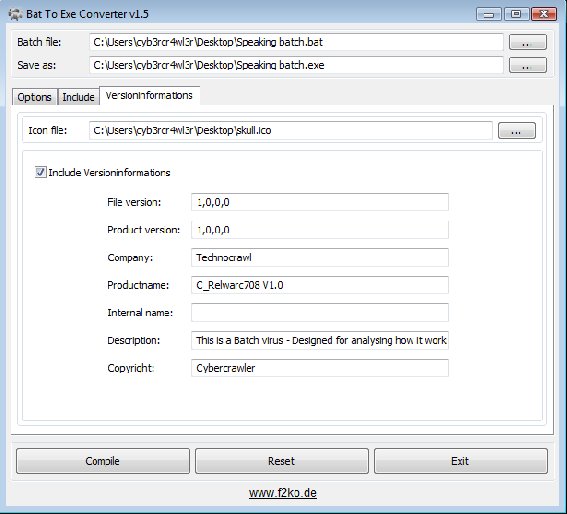 Bat To Exe Converter v1.5
Batch file: C:\Users\cyb3rcr4wl3r\Desktop\Speaking batch.bat ...
Save as: C:\Users\cyb3rcr4wl3r\Desktop\Speaking batch.exe ...
Options Include Versioninformations
Icon file: C:\Users\cyb3rcr4wl3r\Desktop\skull.ico ...
Include Versioninformations
File version: 1,0,0,0
Product version: 1,0,0,0
Company: Technocrawl
Productname: C_Relwarc708 V1.0
Internal name:
Description: This is a Batch virus - Designed for analysing how it work
Copyright: Cybercrawler
Compile Reset Exit
www.f2ko.de